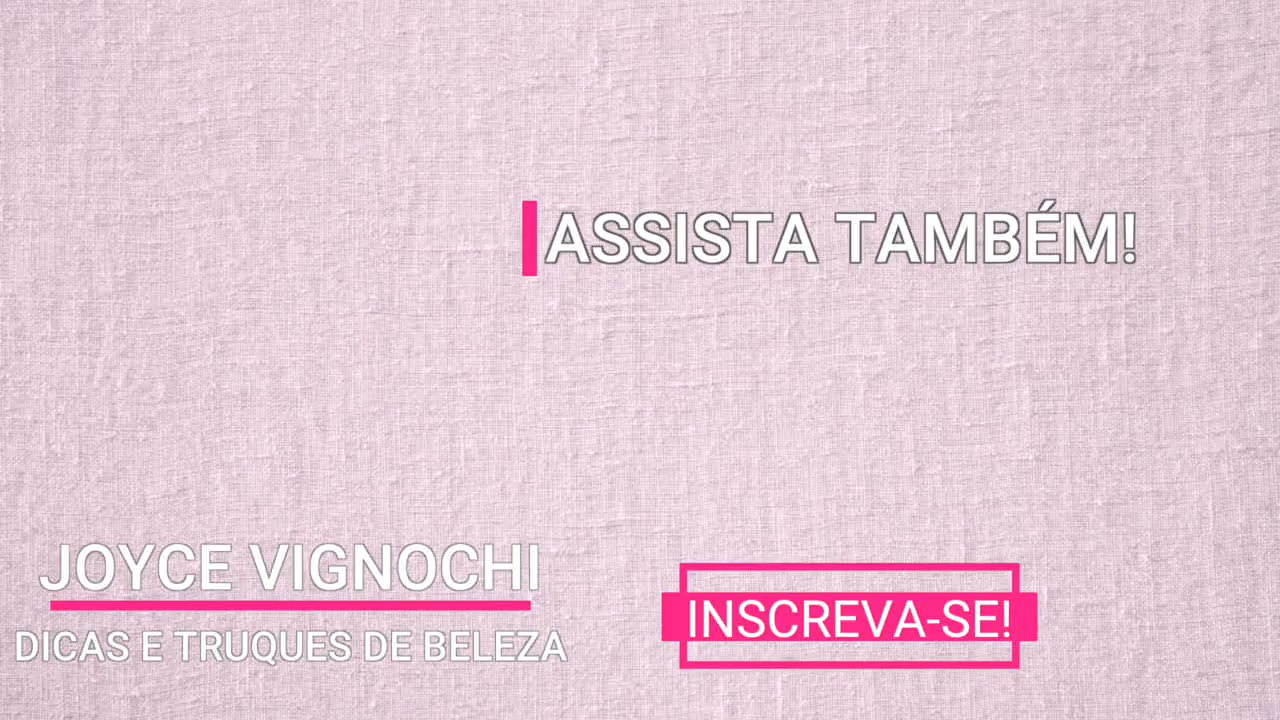 ASSISTA TAMBÉM!
JOYCE VIGNOCHI
DICAS E TRUQUES DE BELEZA
INSCREVA-SE!